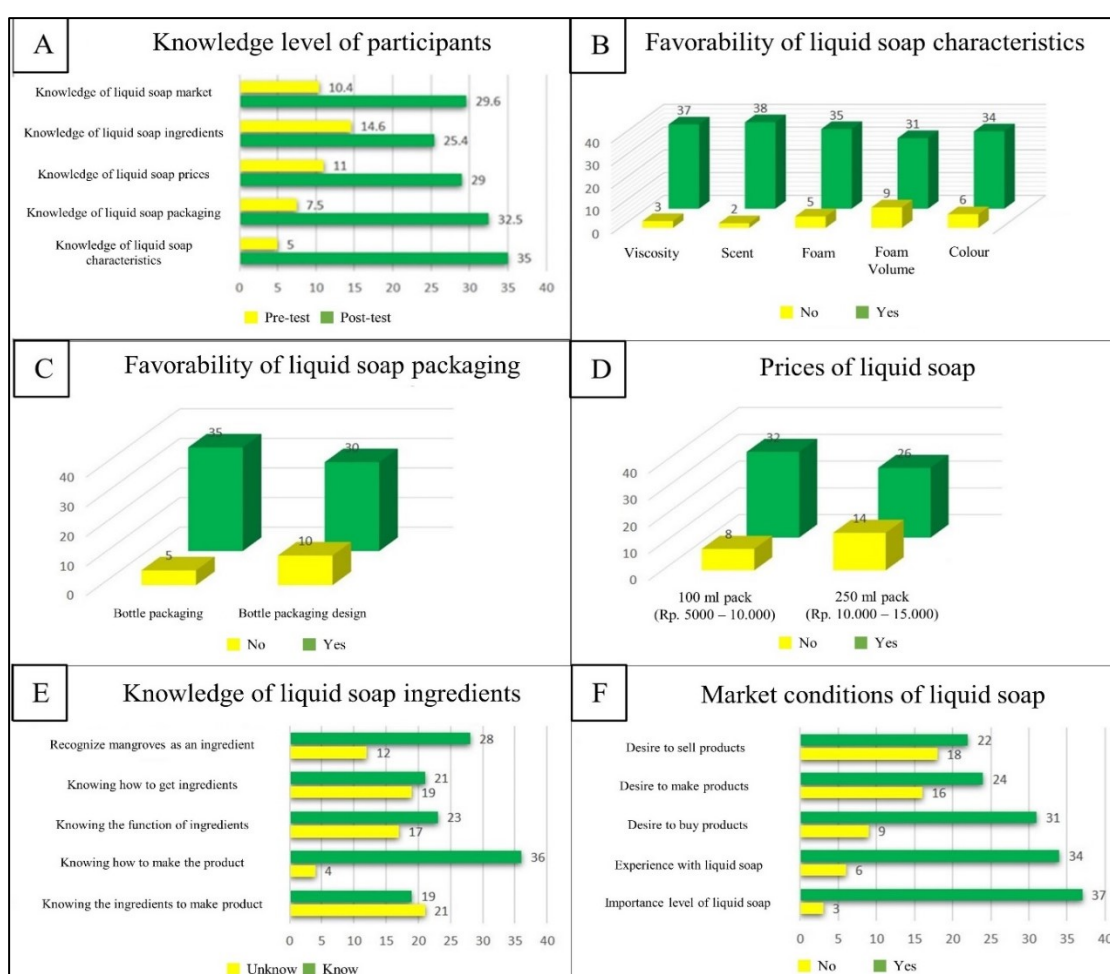 A
Knowledge level of participants
Knowledge of liquid soap market
10.4
29.6
Knowledge of liquid soap ingredients
14.6
25.4
Knowledge of liquid soap prices
11
29
Knowledge of liquid soap packaging
7.5
32.5
Knowledge of liquid soap
characteristics
5
35
0 5 10 15 20 25 30 35 40
Pre-test Post-test
B
Favorability of liquid soap characteristics
37 38 35 31 34
40
30
20
10
0
3 2 5 9 6
Viscosity Scent Foam Foam Colour
Volume
No Yes
C
Favorability of liquid soap packaging
35 30
40
30
20
10
0
5 10
Bottle packaging Bottle packaging design
No Yes
D
Prices of liquid soap
32 26
40
30
20
10
0
8 14
100 ml pack 250 ml pack
(Rp. 5000 – 10.000) (Rp. 10.000 – 15.000)
No Yes
E
Knowledge of liquid soap ingredients
Recognize mangroves as an ingredient
28
12
Knowing how to get ingredients
21
19
Knowing the function of ingredients
23
17
Knowing how to make the product
36
4
Knowing the ingredients to make product
19
21
0 5 10 15 20 25 30 35 40
Unknow Know
F
Market conditions of liquid soap
Desire to sell products
22
18
Desire to make products
24
16
Desire to buy products
31
9
Experience with liquid soap
34
6
Importance level of liquid soap
37
3
0 5 10 15 20 25 30 35 40
No Yes